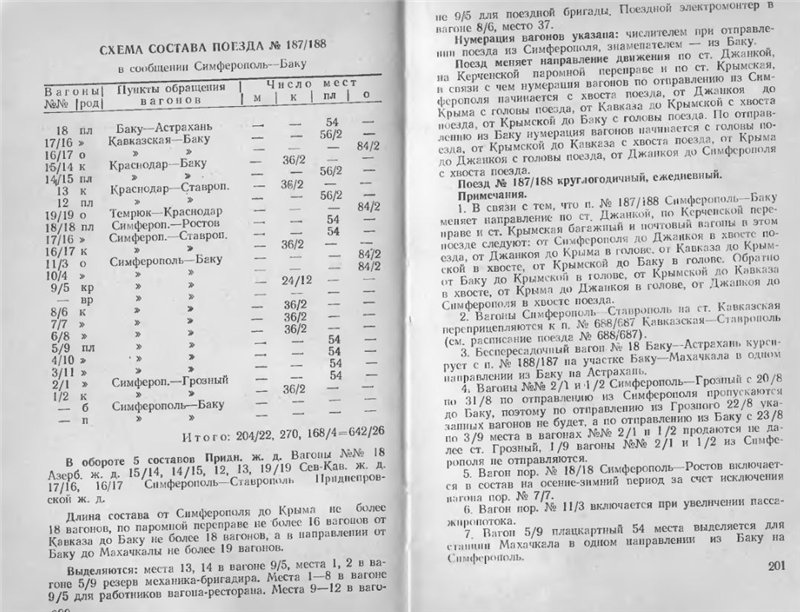 СХЕМА СОСТАВА ПОЕЗДА № 187/188
в сообщении Симферополь—Баку
Вагоны | Пункты обращения | Число мест
№№ |род| вагонов | м | к | пл | о
18 пл Баку—Астрахань — — 54 —
17/16 » Кавказская—Баку — — 56/2 —
16/17 о » » — — — 84/2
15/14 к Краснодар—Баку — 36/2 — —
14/15 пл » » — — 56/2 —
13 к Краснодар—Ставроп. — 36/2 — —
12 пл » » — — 56/2 —
19/19 о Темрюк—Краснодар — — — 84/2
18/18 пл Симфероп.—Ростов — — 54 —
17/16 » Симфероп.—Ставроп. — — 54 —
16/17 к » » — 36/2 — —
11/3 о Симферополь—Баку — — — 84/2
10/4 » » » — — — 84/2
9/5 кр » » — 24/12 — —
— вр » » — — — —
8/6 к » » — 36/2 — —
7/7 » » » — 36/2 — —
6/8 » » » — 36/2 — —
5/9 пл » » — — 54 —
4/10 » » » — — 54 —
3/11 » » » — — 54 —
2/1 » Симфероп.—Грозный — — 54 —
1/2 к » » — 36/2 — —
— б Симферополь—Баку — — — —
— п » » — — — —
Итого: 204/22, 270, 168/4=642/26
В обороте 5 составов Придн. ж. д. Вагоны №№ 18
Азерб. ж. д. 15/14, 14/15, 12, 13, 19/19 Сев-Кав. ж. д.
17/16, 16/17 Симферополь—Ставрополь Приднепров-
ской ж. д.
Длина состава от Симферополя до Крыма не более
18 вагонов, по паромной переправе не более 16 вагонов от
Кавказа до Баку не более 18 вагонов, а в направлении от
Баку до Махачкалы не более 19 вагонов.
Выделяются: места 13, 14 в вагоне 9/5, места 1, 2 в ва-
гоне 5/9 резерв механика-бригадира. Места 1—8 в вагоне
9/5 для работников вагона-ресторана. Места 9—12 в ваго-
не 9/5 для поездной бригады. Поездной электромонтер в
вагоне 8/6, место 37.
Нумерация вагонов указана: числителем при отправле-
нии поезда из Симферополя, знаменателем — из Баку.
Поезд меняет направление движения по ст. Джанкой,
на Керченской паромной переправе и по ст. Крымская,
в связи с чем нумерация вагонов по отправлению из Сим-
ферополя начинается с хвоста поезда, от Джанкоя до
Крыма с головы поезда, от Кавказа до Крымской с хвоста
поезда, от Крымской до Баку с головы поезда. По отправ-
лению из Баку нумерация вагонов начинается с головы по-
езда, от Крымской до Кавказа с хвоста поезда, от Крыма
до Джанкоя с головы поезда, от Джанкоя до Симферополя
с хвоста поезда.
Поезд № 187/188 круглогодичный, ежедневный.
Примечания.
1. В связи с тем, что п. № 187/188 Симферополь—Баку
меняет направление по ст. Джанкой, по Керченской пере-
праве и ст. Крымская багажный и почтовый вагоны в этом
поезде следуют: от Симферополя до Джанкоя в хвосте по-
езда, от Джанкоя до Крыма в голове, от Кавказа до Крым-
ской в хвосте, от Крымской до Баку в голове. Обратно
от Баку до Крымской в голове, от Крымской до Кавказа
в хвосте, от Крыма до Джанкоя в голове, от Джанкоя до
Симферополя в хвосте поезда.
2. Вагоны Симферополь—Ставрополь на ст. Кавказская
переприцепляются к п. № 688/687 Кавказская—Ставрополь
(см. расписание поезда № 688/687).
3. Беспересадочный вагон № 18 Баку—Астрахань курси-
рует с п. № 188/187 на участке Баку—Махачкала в одном
направлении из Баку на Астрахань.
4. Вагоны №№ 2/1 и 1/2 Симферополь—Грозный с 20/8
по 31/8 по отправлению из Симферополя пропускаются
до Баку, поэтому по отправлению из Грозного 22/8 ука-
занных вагонов не будет, а по отправлению из Баку с 23/8
по 3/9 места в вагонах №№ 2/1 и 1/2 продаются не да-
лее ст. Грозный, 1/9 вагоны №№ 2/1 и 1/2 из Симфе-
рополя не отправляются.
5. Вагон пор. № 18/18 Симферополь—Ростов включает-
ся в состав на осенне-зимний период за счет исключения
вагона пор. № 7/7.
6. Вагон пор. № 11/3 включается при увеличении пасса-
жиропотока.
7. Вагон 5/9 плацкартный 54 места выделяется для
станции Махачкала в одном направлении из Баку на
Симферополь.
201